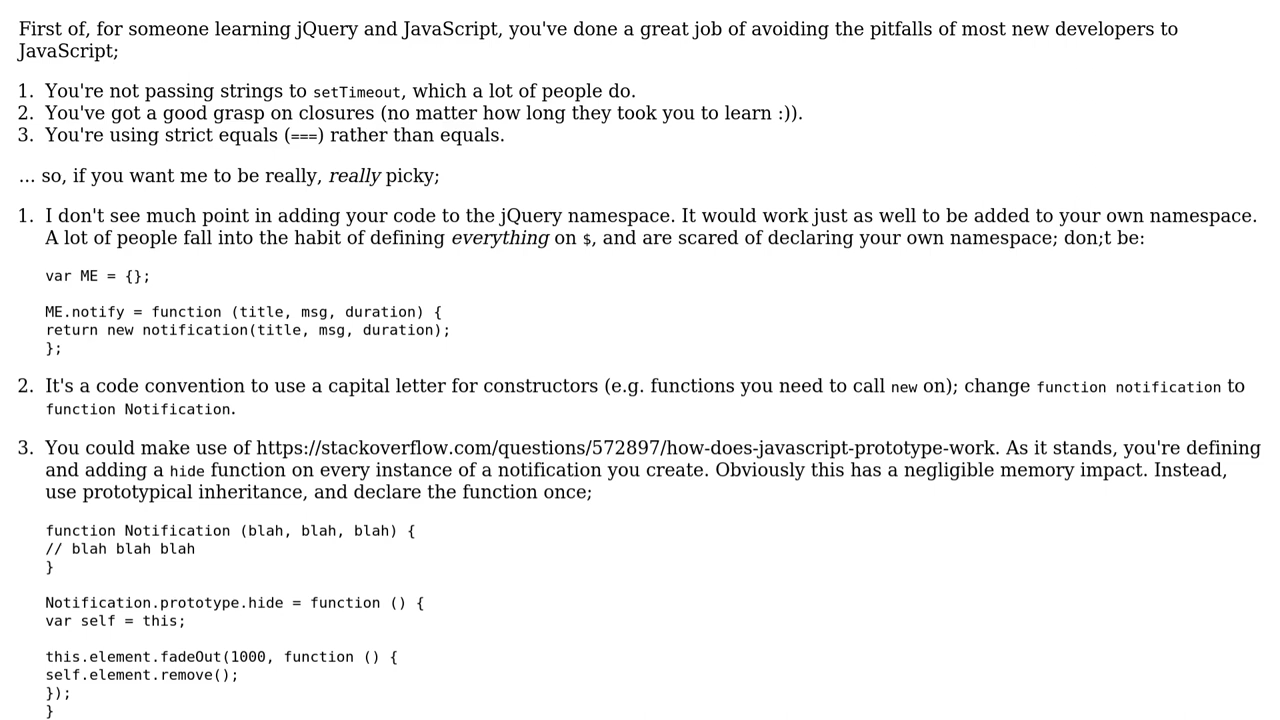 First of, for someone learning jQuery and JavaScript, you've done a great job of avoiding the pitfalls of most new developers to
JavaScript;
1. You're not passing strings to setTimeout, which a lot of people do.
2. You've got a good grasp on closures (no matter how long they took you to learn :)).
3. You're using strict equals (===) rather than equals.
... so, if you want me to be really, really picky;
1. I don't see much point in adding your code to the jQuery namespace. It would work just as well to be added to your own namespace.
A lot of people fall into the habit of defining everything on $, and are scared of declaring your own namespace; don;t be:
var ME = {};
ME.notify = function (title, msg, duration) {
return new notification(title, msg, duration);
};
2. It's a code convention to use a capital letter for constructors (e.g. functions you need to call new on); change function notification to
function Notification.
3. You could make use of https://stackoverflow.com/questions/572897/how-does-javascript-prototype-work. As it stands, you're defining
and adding a hide function on every instance of a notification you create. Obviously this has a negligible memory impact. Instead,
use prototypical inheritance, and declare the function once;
function Notification (blah, blah, blah) {
// blah blah blah
}
Notification.prototype.hide = function () {
var self = this;
this.element.fadeOut(1000, function () {
self.element.remove();
});
}